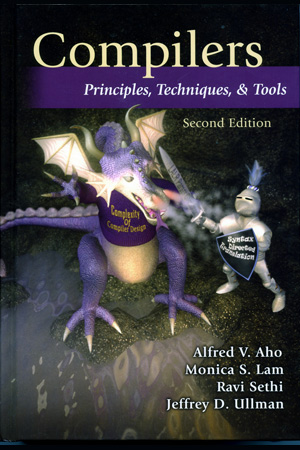 Compilers
Principles, Techniques, & Tools
Second Edition
Complexity
Of
Compiler Design
Syntax
Directed
Translation
Alfred V. Aho
Monica S. Lam
Ravi Sethi
Jeffrey D. Ullman